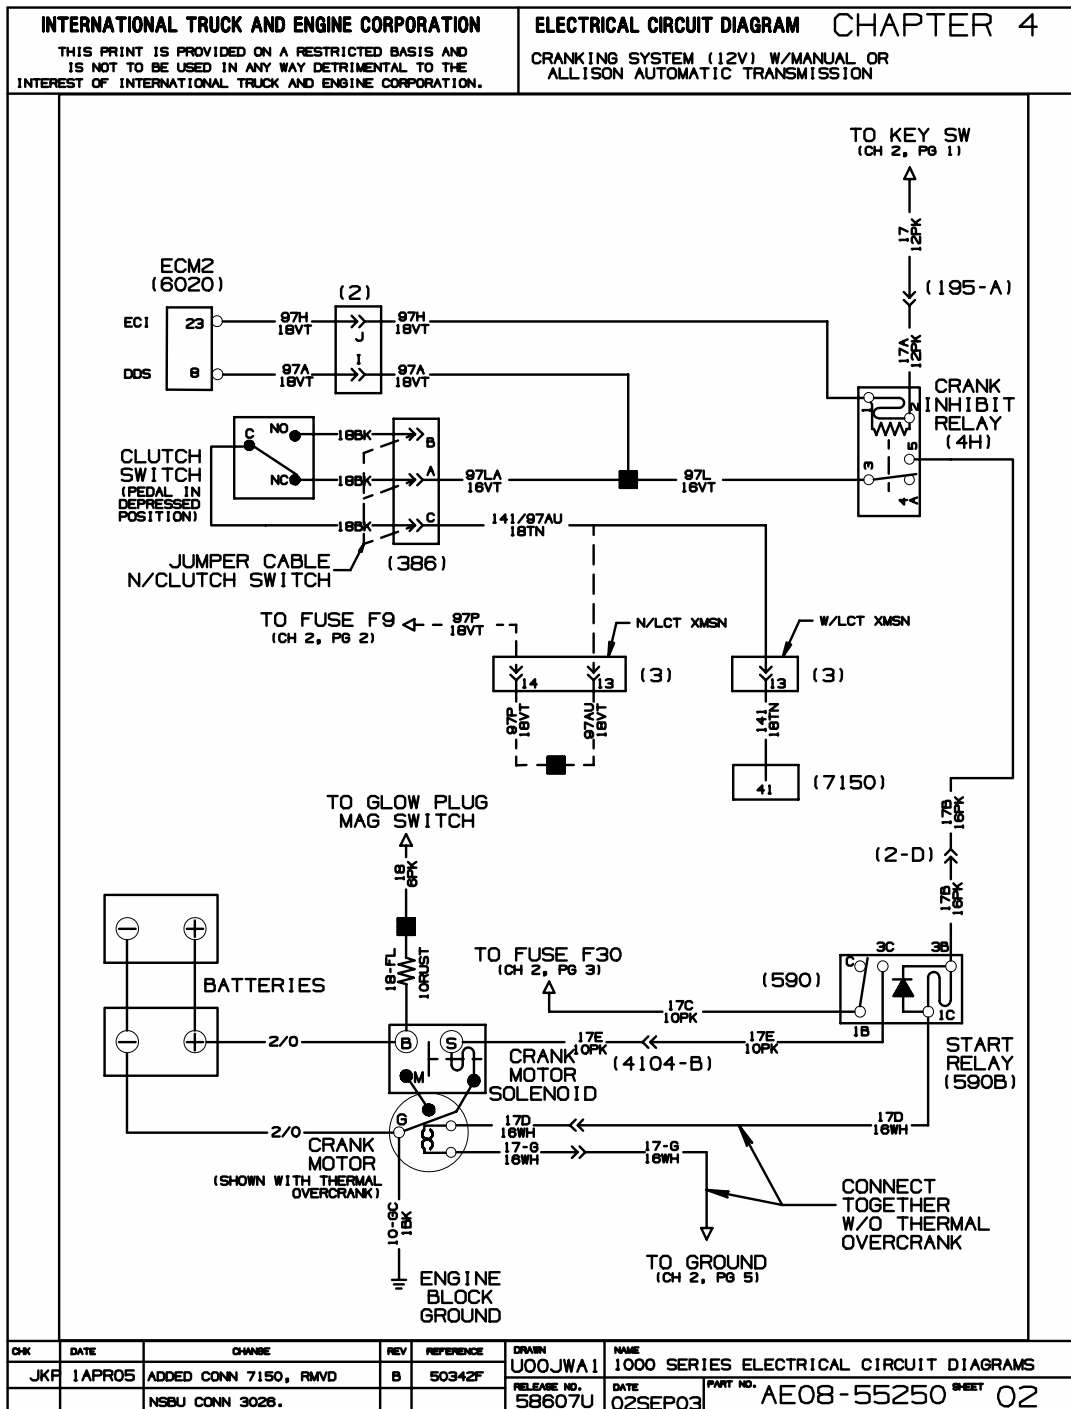 INTERNATIONAL TRUCK AND ENGINE CORPORATION
THIS PRINT IS PROVIDED ON A RESTRICTED BASIS AND
IS NOT TO BE USED IN ANY WAY DETRIMENTAL TO THE
INTEREST OF INTERNATIONAL TRUCK AND ENGINE CORPORATION.
ELECTRICAL CIRCUIT DIAGRAM CHAPTER 4
CRANKING SYSTEM (12V) W/MANUAL OR
ALLISON AUTOMATIC TRANSMISSION
TO KEY SW
(CH 2, PG 1)
17
12PK
(195-A)
17A
12PK
ECM2
(6020)
(2)
ECI 23
97H
18VT
J
97H
18VT
DDS 8
97A
18VT
I
97A
18VT
CRANK
INHIBIT
RELAY
(4H)
1
2
5
3
4A
CLUTCH
SWITCH
(PEDAL IN
DEPRESSED
POSITION)
C
NO
NC
18BK
B
18BK
A
18BK
C
97LA
16VT
97L
16VT
141/97AU
18TN
(386)
JUMPER CABLE
N/CLUTCH SWITCH
TO FUSE F9
(CH 2, PG 2)
97P
18VT
N/LCT XMSN
W/LCT XMSN
14
13
(3)
13
(3)
97P
18VT
97AU
18VT
141
18TN
41
(7150)
TO GLOW PLUG
MAG SWITCH
18
6PK
17B
16PK
(2-D)
17B
16PK
BATTERIES
18-FL
10RUST
TO FUSE F30
(CH 2, PG 3)
(590)
C
3C
3B
1B
1C
17C
10PK
START
RELAY
(590B)
2/0
B
S
M
17E
10PK
(4104-B)
17E
10PK
CRANK
MOTOR
SOLENOID
2/0
G
17D
16WH
17D
16WH
17-G
16WH
17-G
16WH
CRANK
MOTOR
(SHOWN WITH THERMAL
OVERCRANK)
10-GC
1BK
CONNECT
TOGETHER
W/O THERMAL
OVERCRANK
TO GROUND
(CH 2, PG 5)
ENGINE
BLOCK
GROUND
CHK DATE CHANGE REV REFERENCE
JKP 1APR05 ADDED CONN 7150, RMVD B 50342F
NSBU CONN 3026.
DRAWN
U00JWA1
NAME
1000 SERIES ELECTRICAL CIRCUIT DIAGRAMS
RELEASE NO.
58607U
DATE
02SEP03
PART NO. AE08-55250 SHEET 02